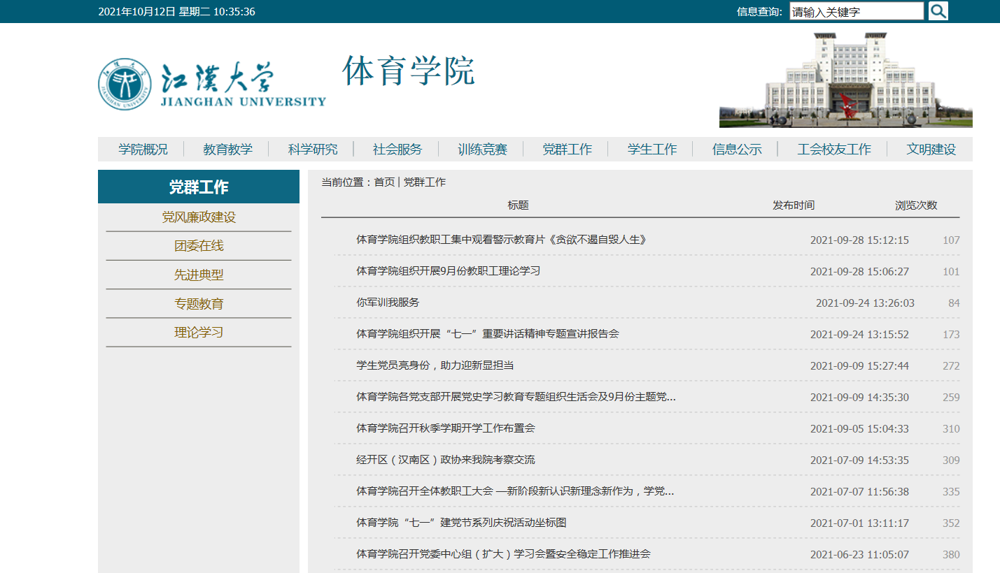 2021年10月12日 星期二 10:35:36 信息查询: 请输入关键字
江漢大学
JIANGHAN UNIVERSITY
体育学院
学院概况 教育教学 科学研究 社会服务 训练竞赛 党群工作 学生工作 信息公示 工会校友工作 文明建设
党群工作
党风廉政建设
团委在线
先进典型
专题教育
理论学习
当前位置：首页 | 党群工作
标题 发布时间 浏览次数
体育学院组织教职工集中观看警示教育片《贪欲不遏自毁人生》 2021-09-28 15:12:15 107
体育学院组织开展9月份教职工理论学习 2021-09-28 15:06:27 101
你军训我服务 2021-09-24 13:26:03 84
体育学院组织开展“七一”重要讲话精神专题宣讲报告会 2021-09-24 13:15:52 173
学生党员亮身份，助力迎新显担当 2021-09-09 15:27:44 272
体育学院各党支部开展党史学习教育专题组织生活会及9月份主题党... 2021-09-09 14:35:30 259
体育学院召开秋季学期开学工作布置会 2021-09-05 15:04:33 310
经开区（汉南区）政协来我院考察交流 2021-07-09 14:53:35 309
体育学院召开全体教职工大会 —新阶段新认识新理念新作为，学党... 2021-07-07 11:56:38 335
体育学院“七一”建党节系列庆祝活动坐标图 2021-07-01 13:11:17 352
体育学院召开党委中心组（扩大）学习会暨安全稳定工作推进会 2021-06-23 11:05:07 380